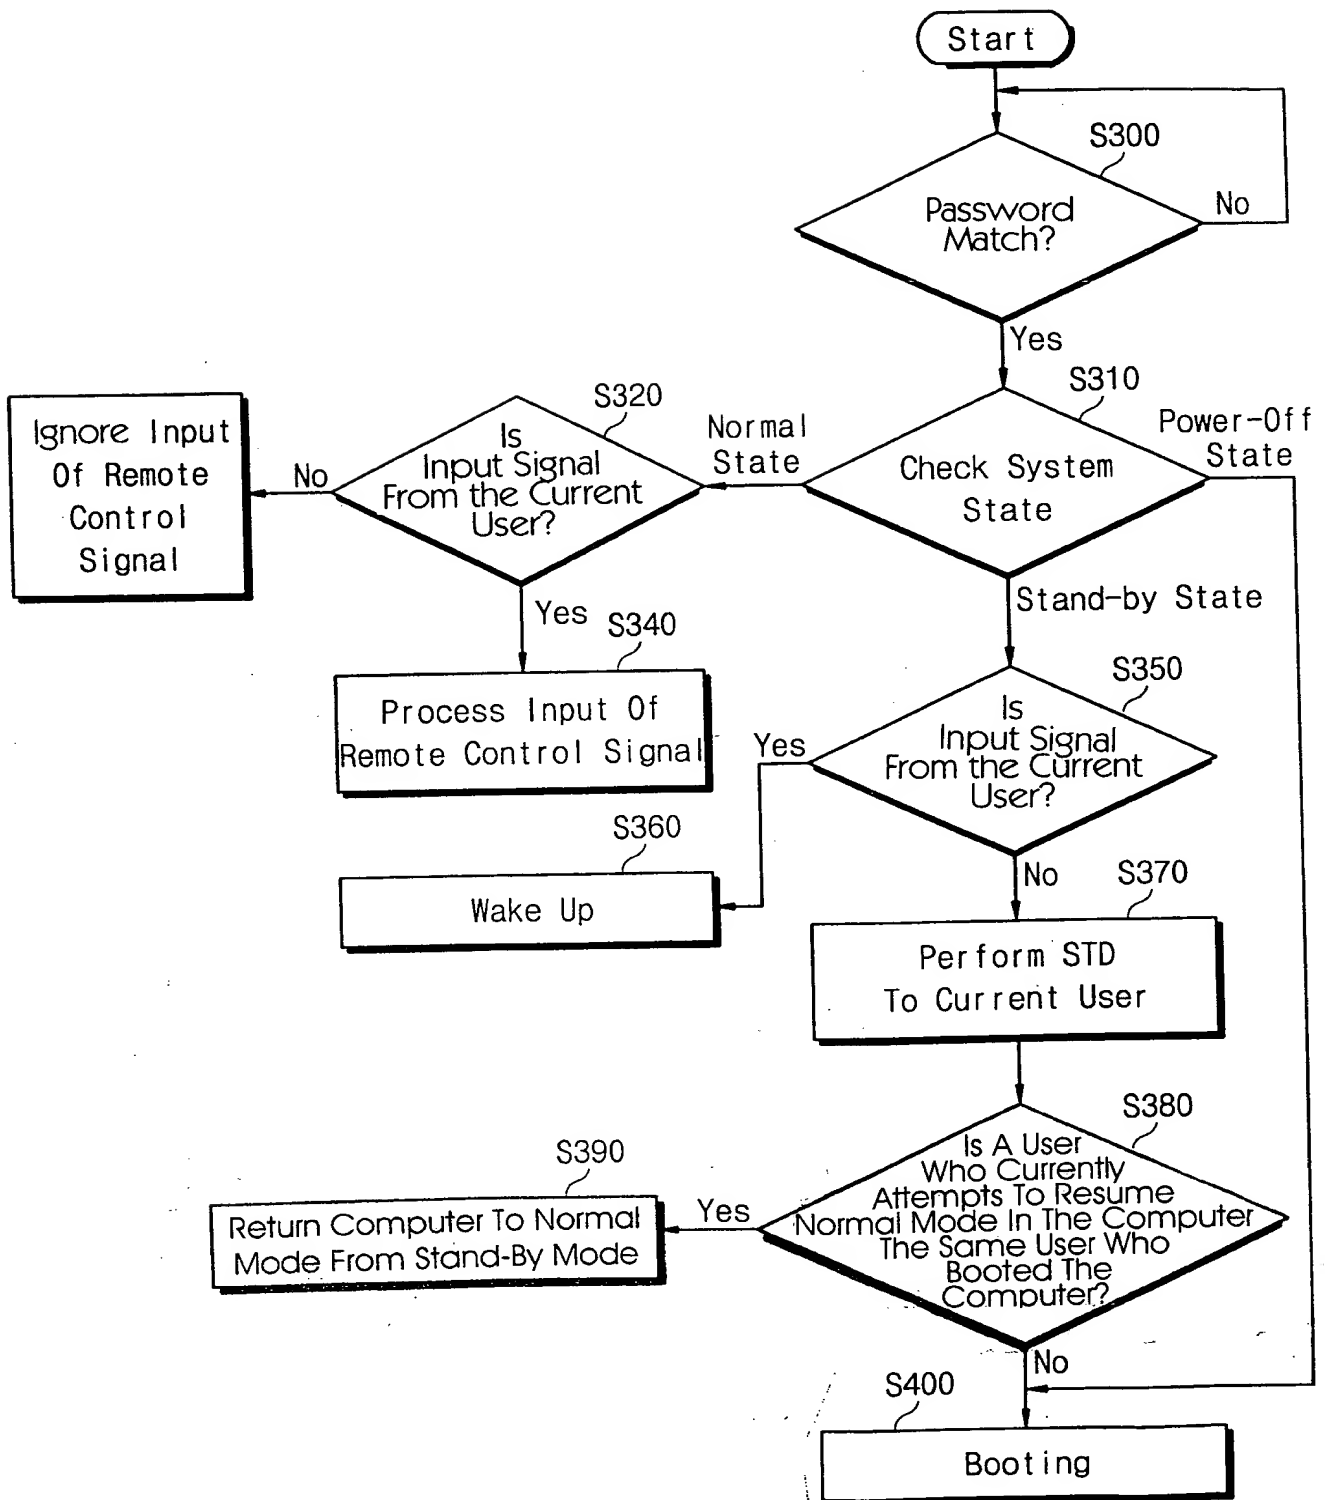 Start
S300
Password
Match?
No
Yes
S310
Power-Off
State
Normal
State
Check System
State
S320
Is
Input Signal
From the Current
User?
No
Ignore Input
Of Remote
Control
Signal
Yes
S340
Process Input Of
Remote Control Signal
Stand-by State
S350
Is
Input Signal
From the Current
User?
Yes
S360
Wake Up
No
S370
Perform STD
To Current User
S380
Is A User
Who Currently
Attempts To Resume
Normal Mode In The Computer
The Same User Who
Booted The
Computer?
Yes
S390
Return Computer To Normal
Mode From Stand-By Mode
No
S400
Booting